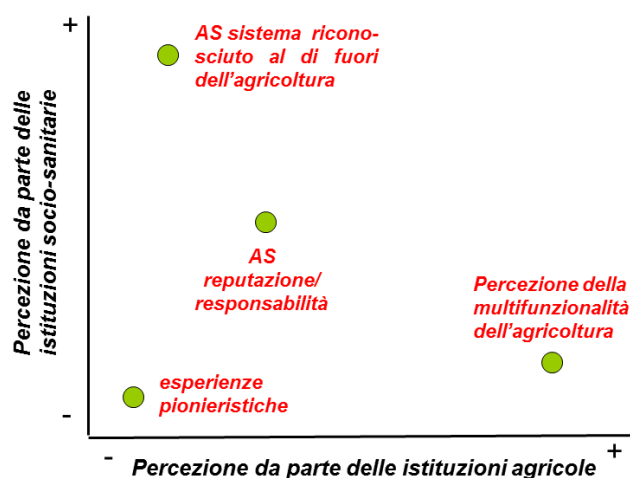 +
AS sistema ricono-
sciuto al di fuori
dell'agricoltura
Percezione da parte delle
istituzioni socio-sanitarie
AS
reputazione/
responsabilità
Percezione della
multifunzionalità
dell'agricoltura
esperienze
pionieristiche
-
-
+
Percezione da parte delle istituzioni agricole